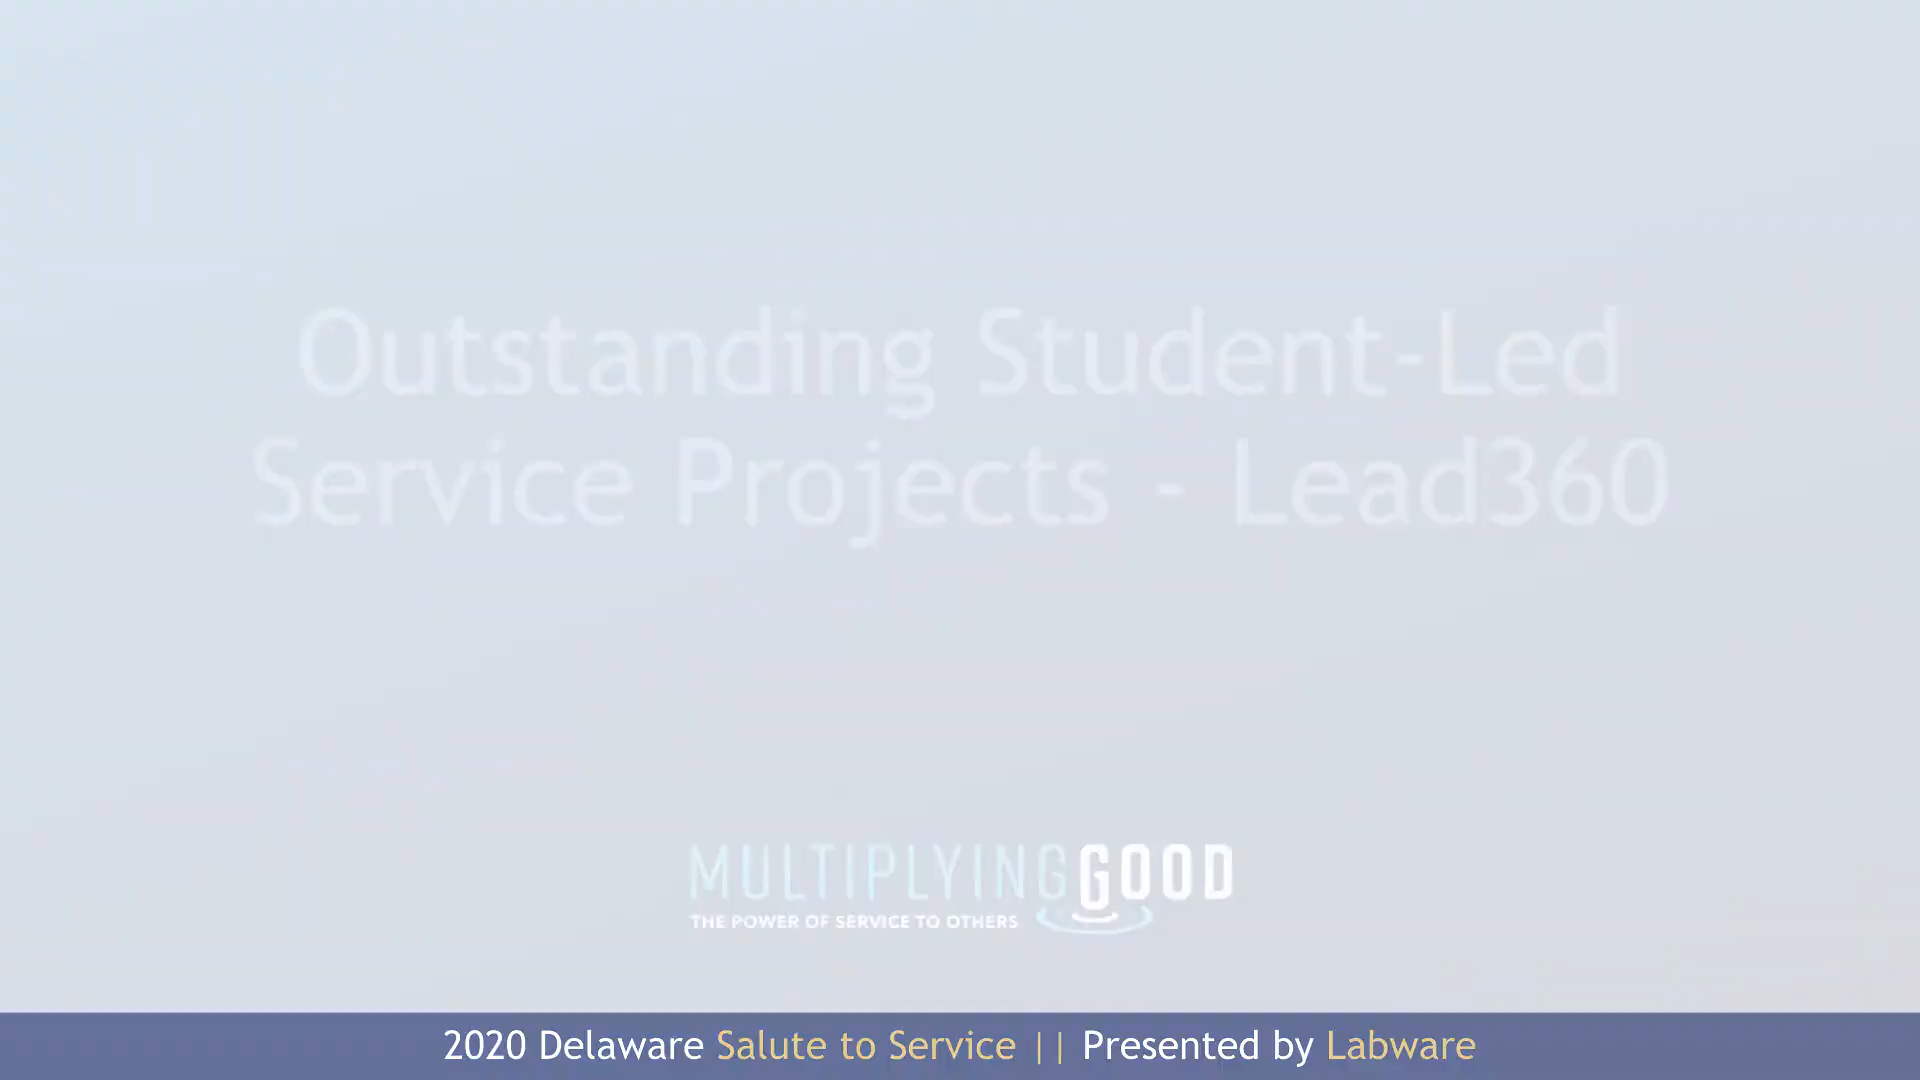 Outstanding Student-Led
Service Projects - Lead360
MULTIPLYINGGOOD
THE POWER OF SERVICE TO OTHERS
2020 Delaware Salute to Service || Presented by Labware